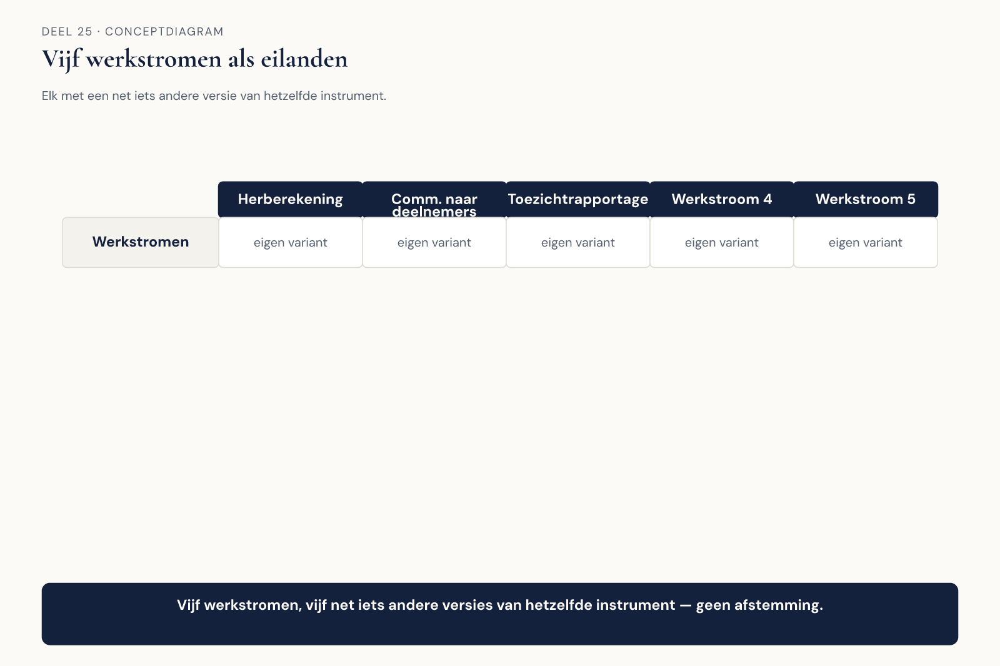 DEEL 25 · CONCEPTDIAGRAM
Vijf werkstromen als eilanden
Elk met een net iets andere versie van hetzelfde instrument.
Herberekening
Comm. naar
deelnemers
Toezichtrapportage
Werkstroom 4
Werkstroom 5
Werkstromen
eigen variant
eigen variant
eigen variant
eigen variant
eigen variant
Vijf werkstromen, vijf net iets andere versies van hetzelfde instrument — geen afstemming.